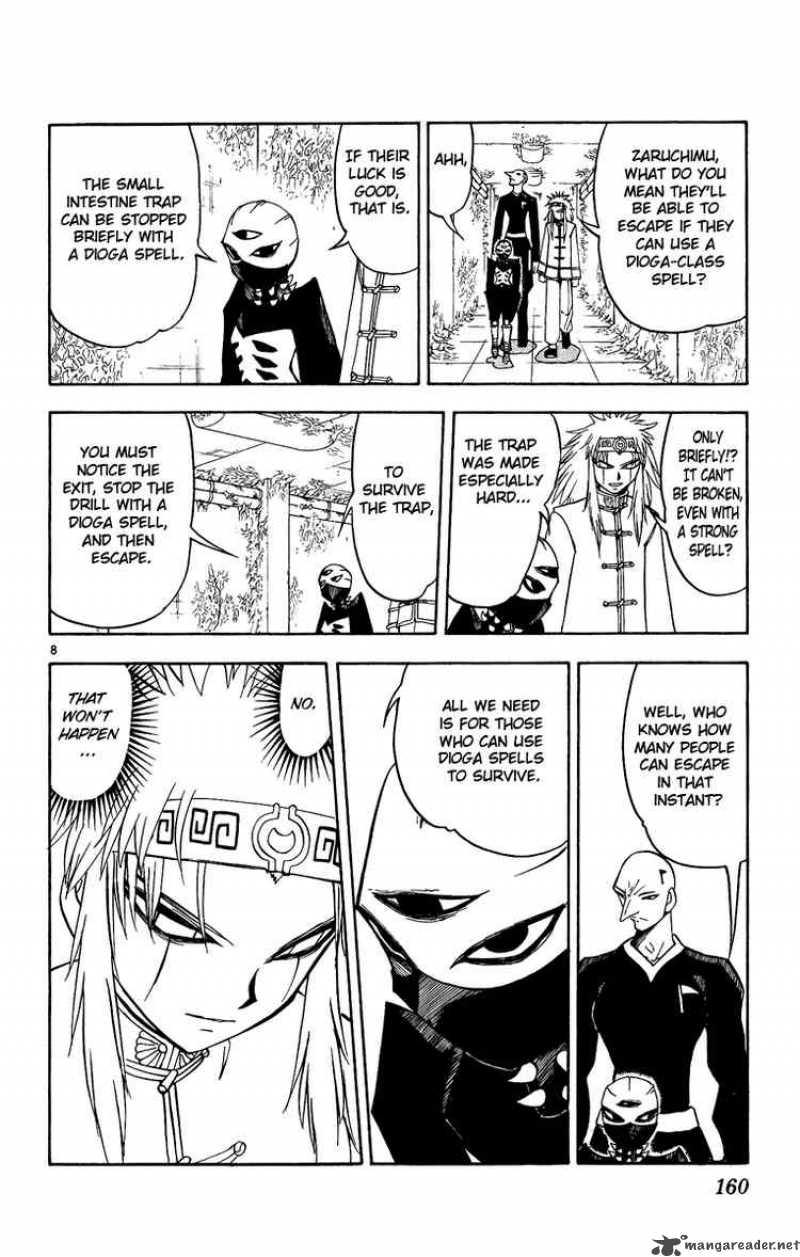 ZARUCHIMU,
WHAT DO YOU
MEAN THEY'LL
BE ABLE TO
ESCAPE IF THEY
CAN USE A
DIOGA-CLASS
SPELL?
AHH,
IF THEIR
LUCK IS
GOOD,
THAT IS.
THE SMALL
INTESTINE TRAP
CAN BE STOPPED
BRIEFLY WITH
A DIOGA SPELL.
ONLY
BRIEFLY!?
IT CAN'T
BE BROKEN,
EVEN WITH
A STRONG
SPELL?
THE TRAP
WAS MADE
ESPECIALLY
HARD...
TO
SURVIVE
THE TRAP,
YOU MUST
NOTICE THE
EXIT, STOP THE
DRILL WITH A
DIOGA SPELL,
AND THEN
ESCAPE.
8
WELL, WHO
KNOWS HOW
MANY PEOPLE
CAN ESCAPE
IN THAT
INSTANT?
ALL WE NEED
IS FOR THOSE
WHO CAN USE
DIOGA SPELLS
TO SURVIVE.
NO.
THAT
WON'T
HAPPEN
...
160
mangareader.net